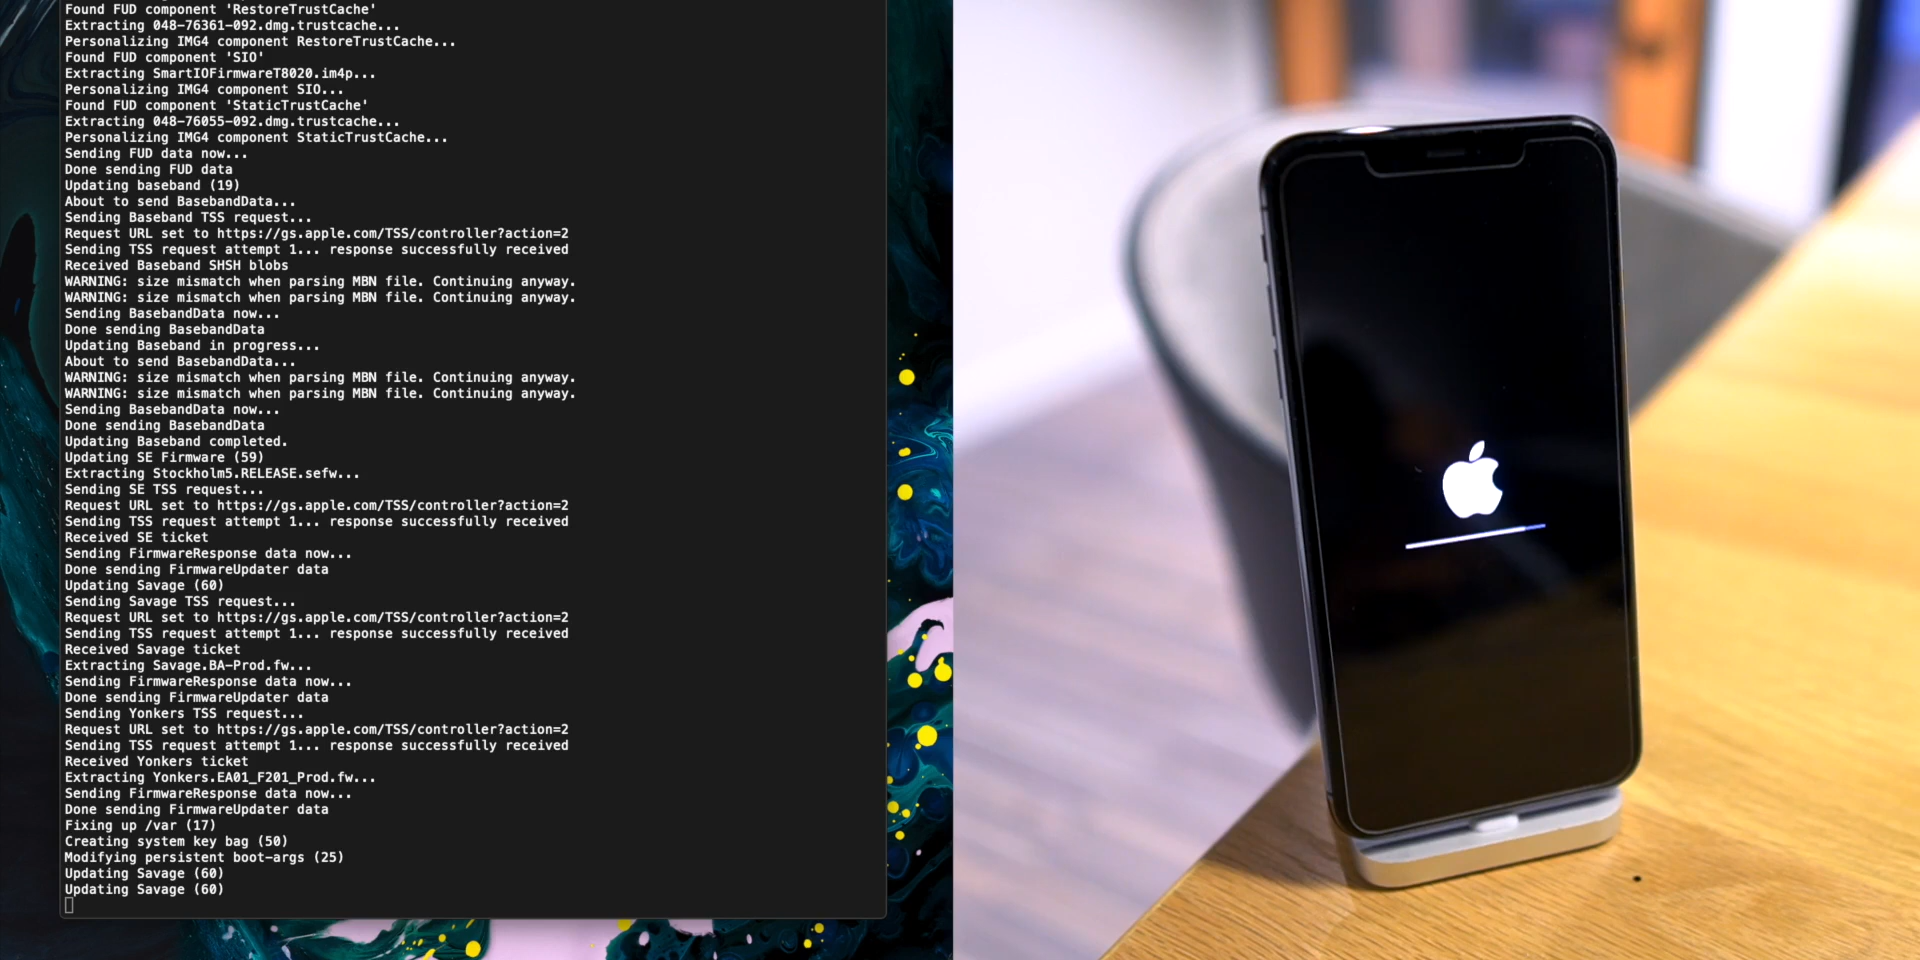 Found FUD component 'RestoreTrustCache'
Extracting 048-76361-092.dmg.trustcache...
Personalizing IMG4 component RestoreTrustCache...
Found FUD component 'SIO'
Extracting SmartIOFirmwareT8020.im4p...
Personalizing IMG4 component SIO...
Found FUD component 'StaticTrustCache'
Extracting 048-76055-092.dmg.trustcache...
Personalizing IMG4 component StaticTrustCache...
Sending FUD data now...
Done sending FUD data
Updating baseband (19)
About to send BasebandData...
Sending Baseband TSS request...
Request URL set to https://gs.apple.com/TSS/controller?action=2
Sending TSS request attempt 1... response successfully received
Received Baseband SHSH blobs
WARNING: size mismatch when parsing MBN file. Continuing anyway.
WARNING: size mismatch when parsing MBN file. Continuing anyway.
Sending BasebandData now...
Done sending BasebandData
Updating Baseband in progress...
About to send BasebandData...
WARNING: size mismatch when parsing MBN file. Continuing anyway.
WARNING: size mismatch when parsing MBN file. Continuing anyway.
Sending BasebandData now...
Done sending BasebandData
Updating Baseband completed.
Updating SE Firmware (59)
Extracting Stockholm5.RELEASE.sefw...
Sending SE TSS request...
Request URL set to https://gs.apple.com/TSS/controller?action=2
Sending TSS request attempt 1... response successfully received
Received SE ticket
Sending FirmwareResponse data now...
Done sending FirmwareUpdater data
Updating Savage (60)
Sending Savage TSS request...
Request URL set to https://gs.apple.com/TSS/controller?action=2
Sending TSS request attempt 1... response successfully received
Received Savage ticket
Extracting Savage.BA-Prod.fw...
Sending FirmwareResponse data now...
Done sending FirmwareUpdater data
Sending Yonkers TSS request...
Request URL set to https://gs.apple.com/TSS/controller?action=2
Sending TSS request attempt 1... response successfully received
Received Yonkers ticket
Extracting Yonkers.EA01_F201_Prod.fw...
Sending FirmwareResponse data now...
Done sending FirmwareUpdater data
Fixing up /var (17)
Creating system key bag (50)
Modifying persistent boot-args (25)
Updating Savage (60)
Updating Savage (60)